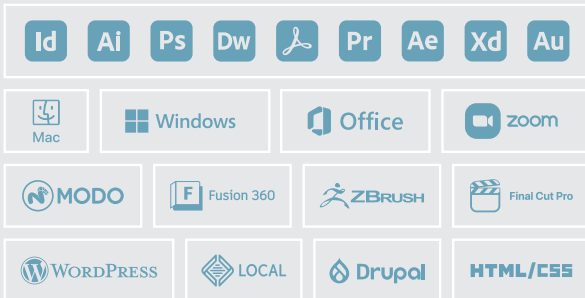 Id Ai Ps Dw Pr Ae Xd Au
Mac Windows Office zoom
MODO F Fusion 360 ZBRUSH Final Cut Pro
W WORDPRESS LOCAL Drupal HTML/CSS